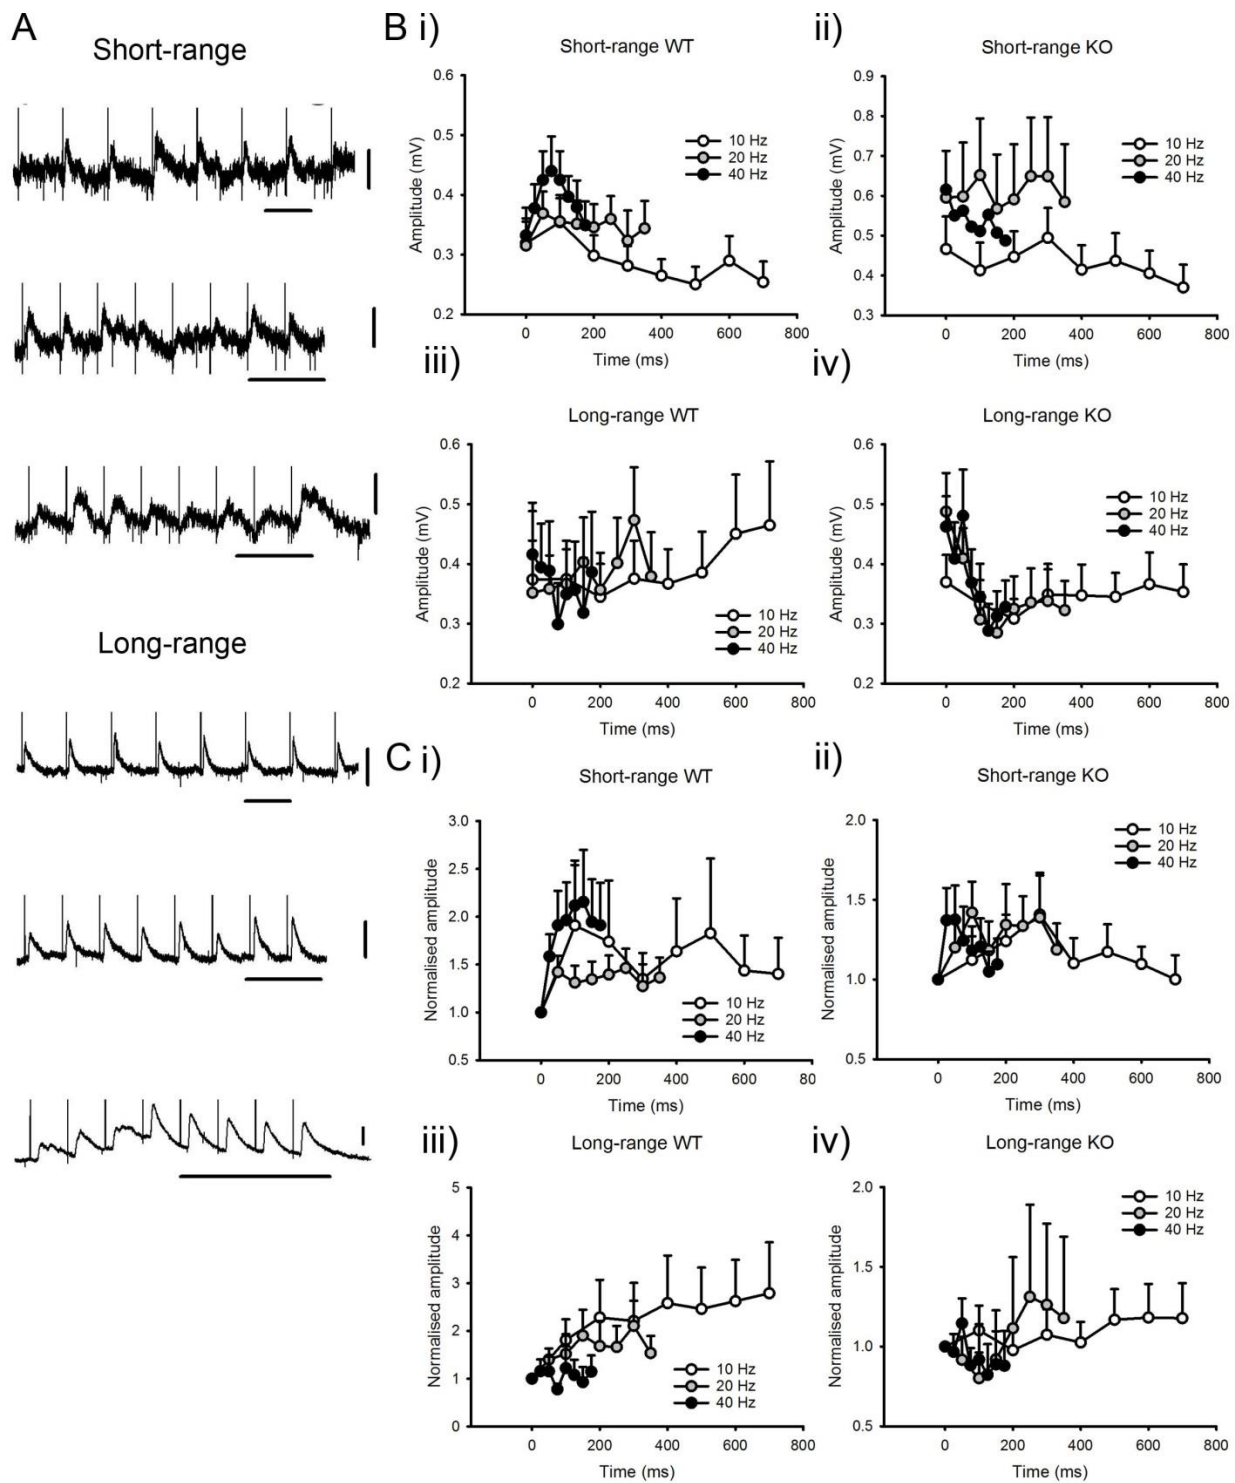 A
Short-range
Long-range
B i)
Short-range WT
Amplitude (mV)
0.6
0.5
0.4
0.3
0.2
10 Hz
20 Hz
40 Hz
0 200 400 600 800
Time (ms)
ii)
Short-range KO
Amplitude (mV)
0.9
0.8
0.7
0.6
0.5
0.4
0.3
10 Hz
20 Hz
40 Hz
0 200 400 600 800
Time (ms)
iii)
Long-range WT
Amplitude (mV)
0.6
0.5
0.4
0.3
0.2
10 Hz
20 Hz
40 Hz
0 200 400 600 800
Time (ms)
iv)
Long-range KO
Amplitude (mV)
0.6
0.5
0.4
0.3
0.2
10 Hz
20 Hz
40 Hz
0 200 400 600 800
Time (ms)
C i)
Short-range WT
Normalised amplitude
3.0
2.5
2.0
1.5
1.0
0.5
10 Hz
20 Hz
40 Hz
0 200 400 600 800
Time (ms)
ii)
Short-range KO
Normalised amplitude
2.0
1.5
1.0
0.5
10 Hz
20 Hz
40 Hz
0 200 400 600 800
Time (ms)
iii)
Long-range WT
Normalised amplitude
5
4
3
2
1
0
10 Hz
20 Hz
40 Hz
0 200 400 600 800
Time (ms)
iv)
Long-range KO
Normalised amplitude
2.0
1.5
1.0
0.5
10 Hz
20 Hz
40 Hz
0 200 400 600 800
Time (ms)